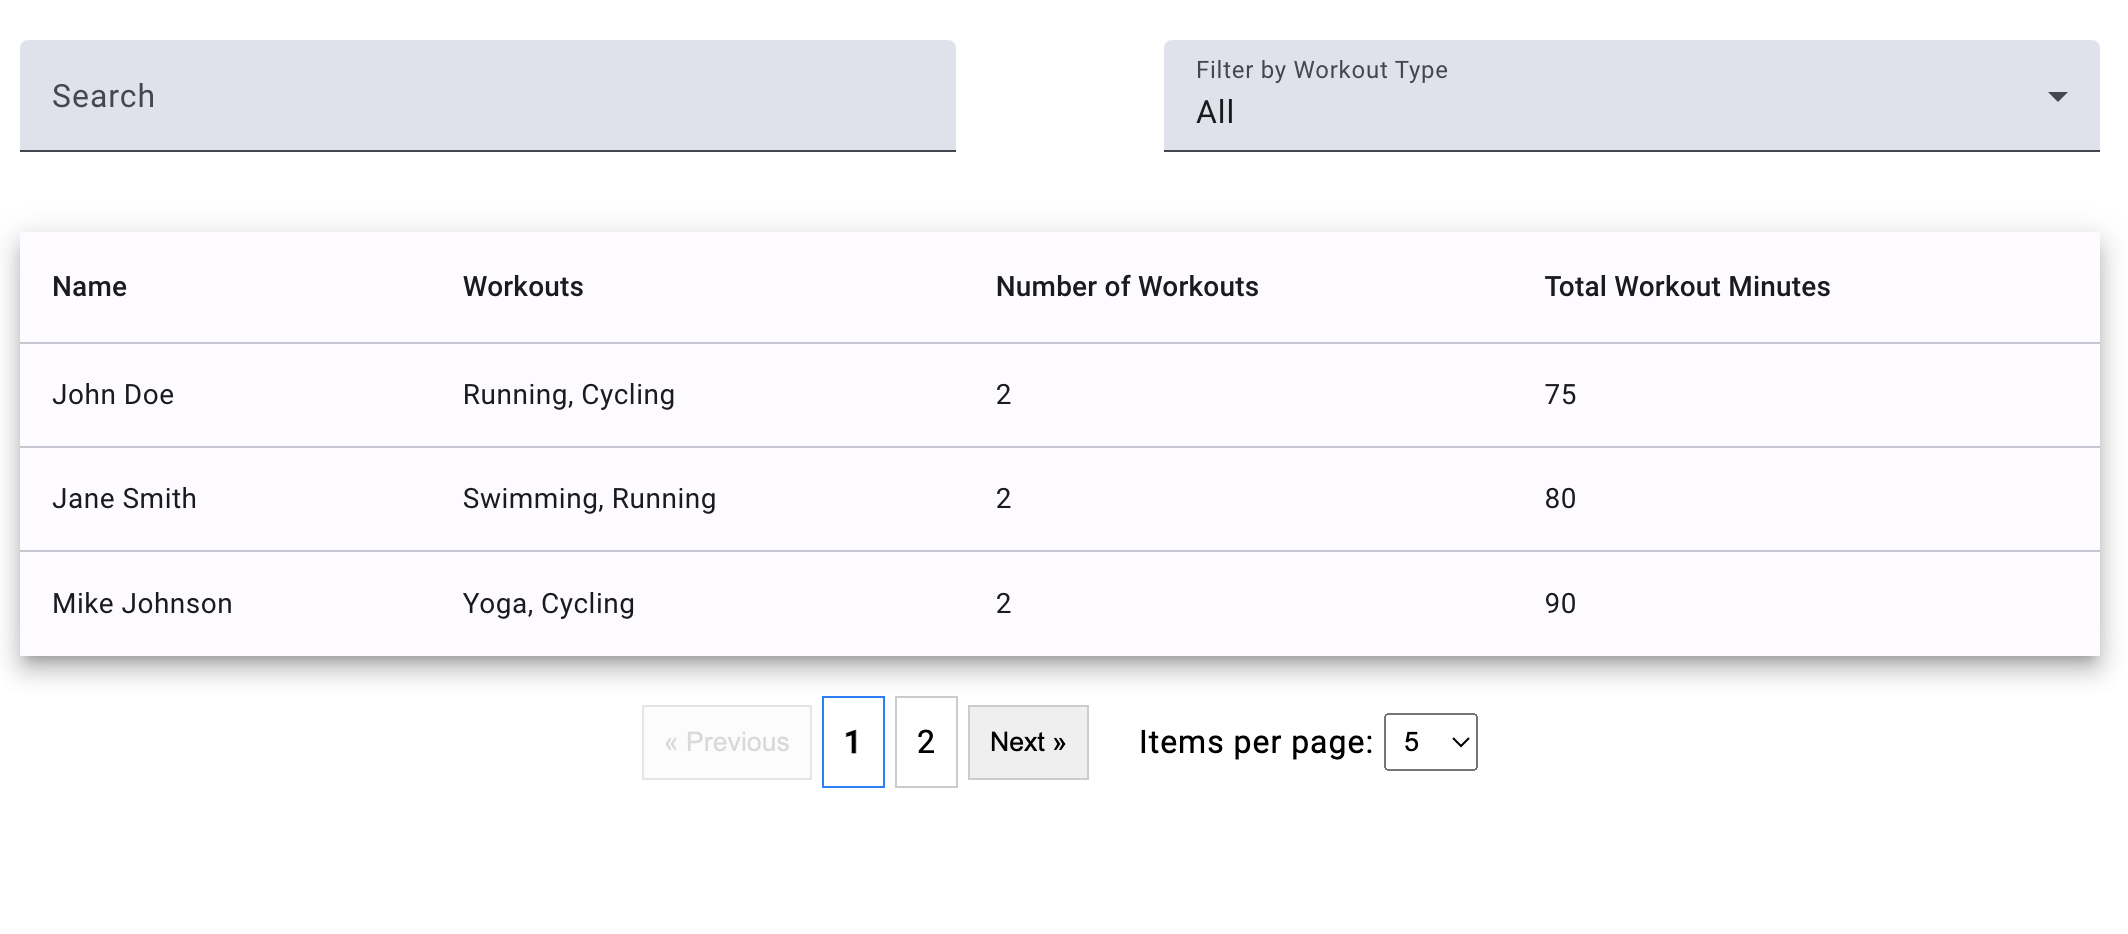 Search
Filter by Workout Type
All
Name Workouts Number of Workouts Total Workout Minutes
John Doe Running, Cycling 2 75
Jane Smith Swimming, Running 2 80
Mike Johnson Yoga, Cycling 2 90
« Previous 1 2 Next » Items per page: 5